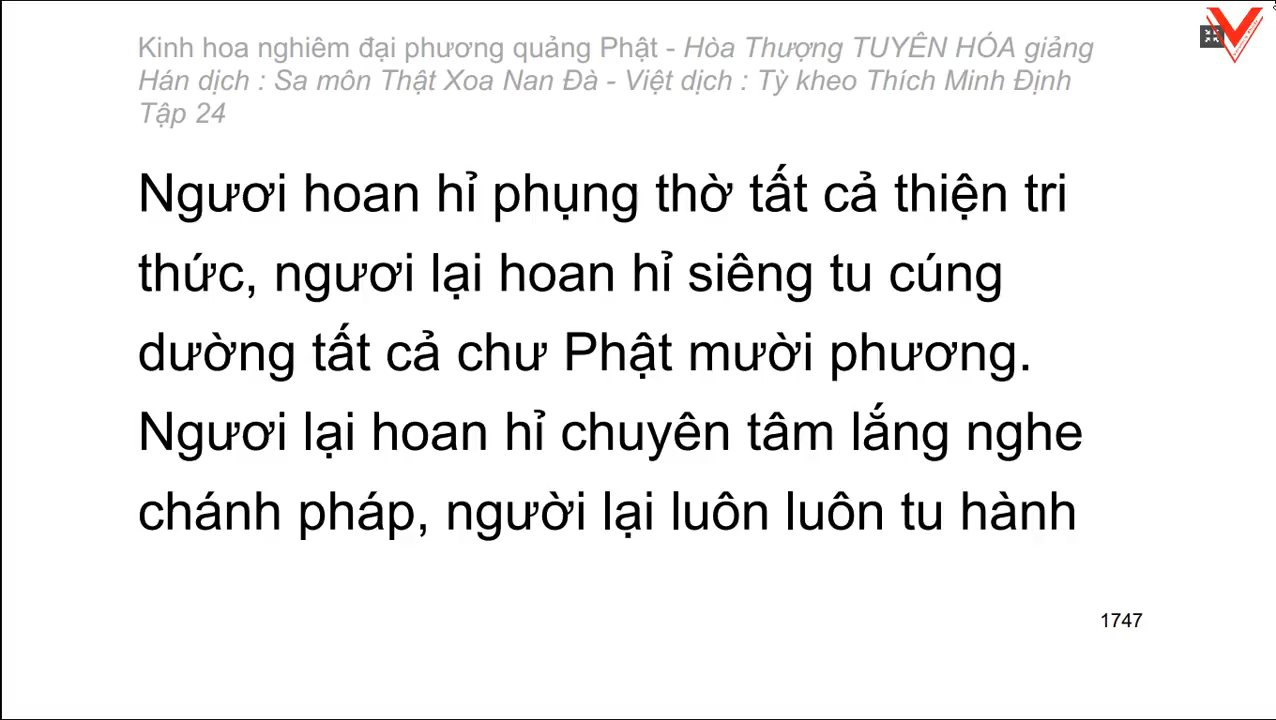 Kinh hoa nghiêm đại phương quảng Phật - Hòa Thượng TUYÊN HÓA giảng
Hán dịch : Sa môn Thật Xoa Nan Đà - Việt dịch : Tỳ kheo Thích Minh Định
Tập 24
Ngươi hoan hỉ phụng thờ tất cả thiện tri
thức, ngươi lại hoan hỉ siêng tu cúng
dường tất cả chư Phật mười phương.
Ngươi lại hoan hỉ chuyên tâm lắng nghe
chánh pháp, người lại luôn luôn tu hành
1747